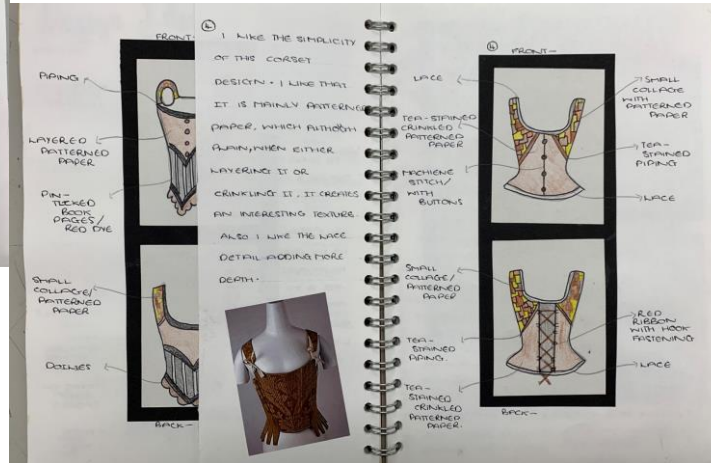 FRONT-
PIPING
LAYERED
PATTERNED
PAPER
PIN-
TUCKED
BOOK
PAGES/
RED DYE
SMALL
COLLAGE/
PATTERNED
PAPER
DOILIES
BACK-
4
I LIKE THE SIMPLICITY
OF THIS CORSET
DESIGN. I LIKE THAT
IT IS MAINLY PATTERNED
PAPER, WHICH ALTHOUGH
PLAIN, WHEN EITHER
LAYERING IT OR
CRINKLING IT, IT CREATES
AN INTERESTING TEXTURE.
ALSO I LIKE THE LACE
DETAIL ADDING MORE
DEPTH.
4
FRONT-
LACE
TEA-STAINED
CRINKLED
PATTERNED
PAPER
MACHIENE
STITCH/
WITH
BUTTONS
SMALL
COLLAGE
WITH
PATTERNED
PAPER
TEA-
STAINED
PIPING
LACE
SMALL
COLLAGE/
PATTERNED
PAPER
TEA-
STAINED
PIPING.
TEA-
STAINED
CRINKLED
PATTERNED
PAPER.
RED
RIBBON
WITH HOOK
FASTENING
LACE
BACK-